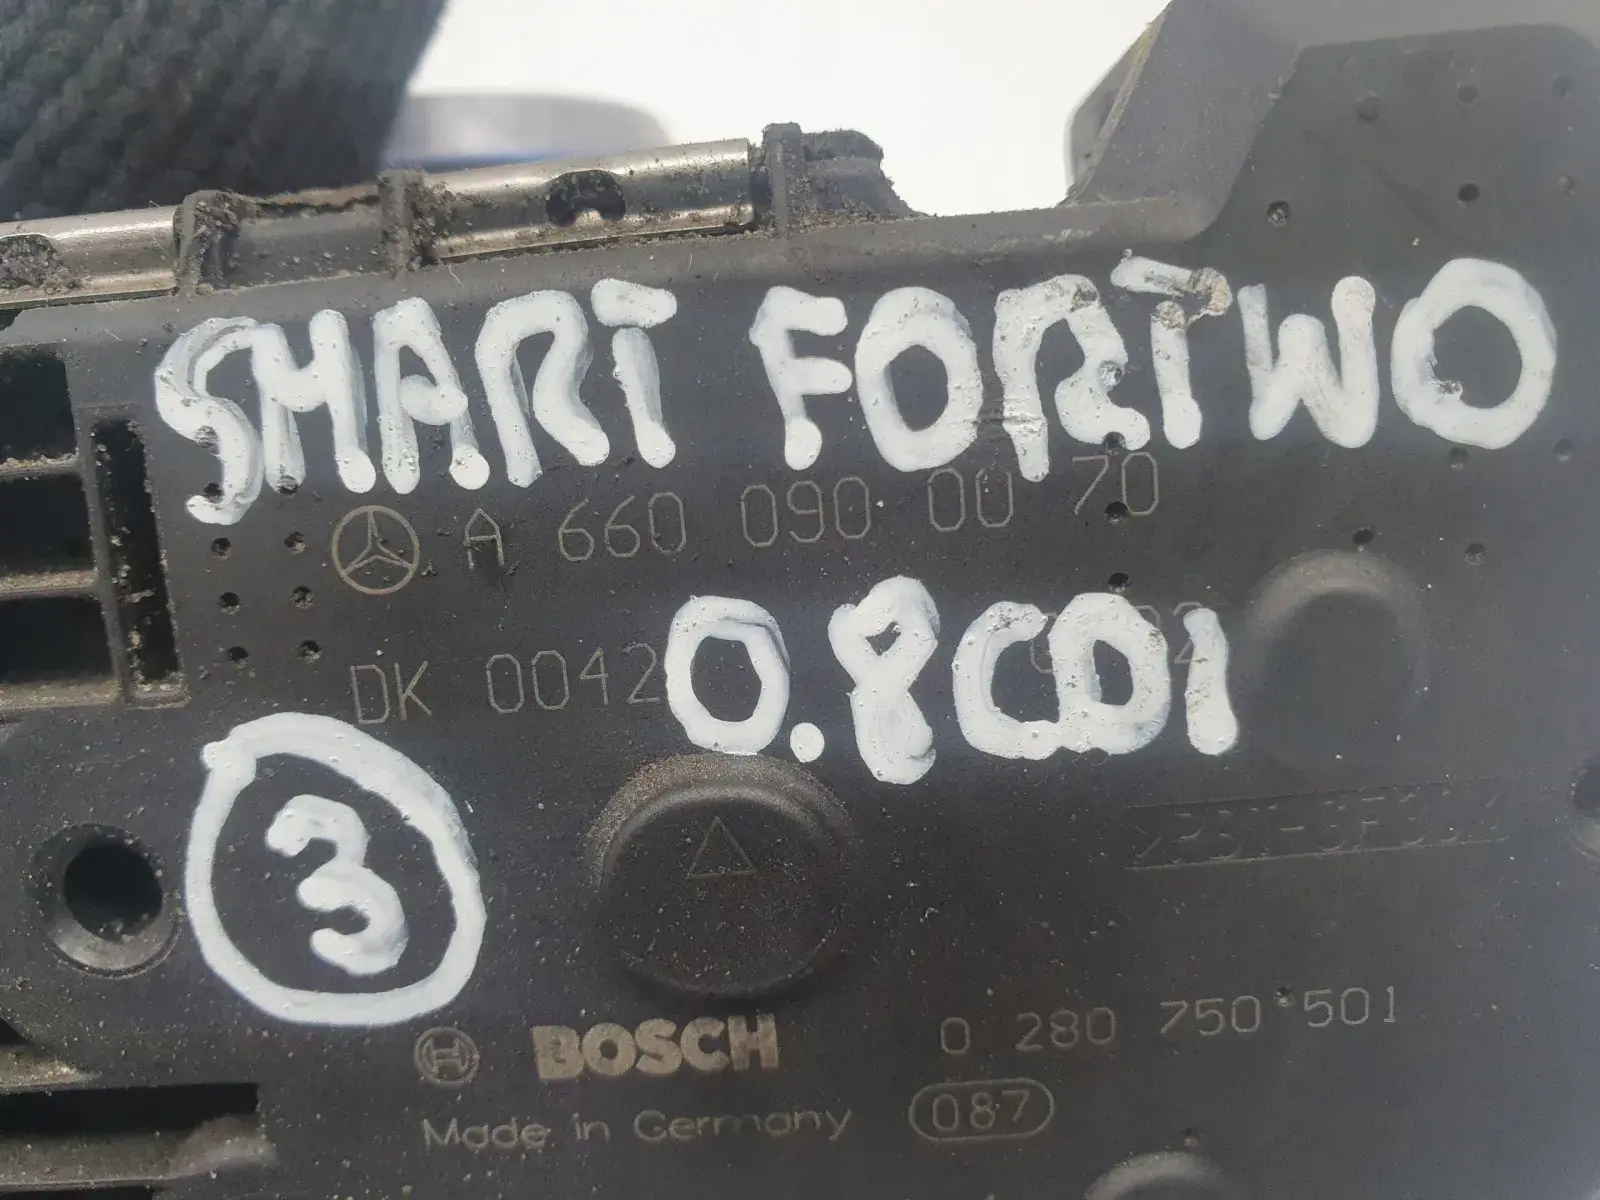 SMART FORTWO
A 660 090 00 70
DK 0042
0.8CDI
3
BOSCH 0 280 750 501
Made in Germany 087